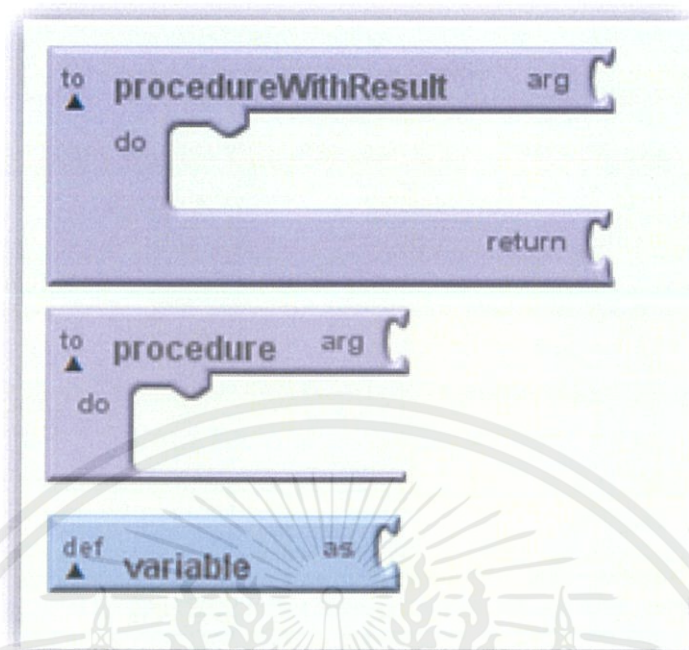 to procedureWithResult arg
do
return
to procedure arg
do
def variable as